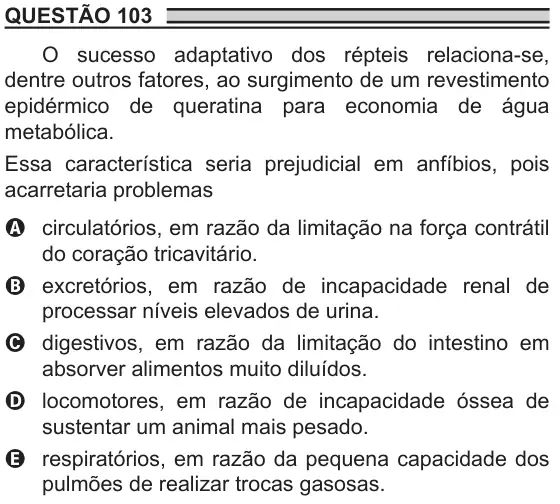 QUESTÃO 103
O sucesso adaptativo dos répteis relaciona-se,
dentre outros fatores, ao surgimento de um revestimento
epidérmico de queratina para economia de água
metabólica.
Essa característica seria prejudicial em anfíbios, pois
acarretaria problemas
A circulatórios, em razão da limitação na força contrátil
do coração tricavitário.
B excretórios, em razão de incapacidade renal de
processar níveis elevados de urina.
C digestivos, em razão da limitação do intestino em
absorver alimentos muito diluídos.
D locomotores, em razão de incapacidade óssea de
sustentar um animal mais pesado.
E respiratórios, em razão da pequena capacidade dos
pulmões de realizar trocas gasosas.